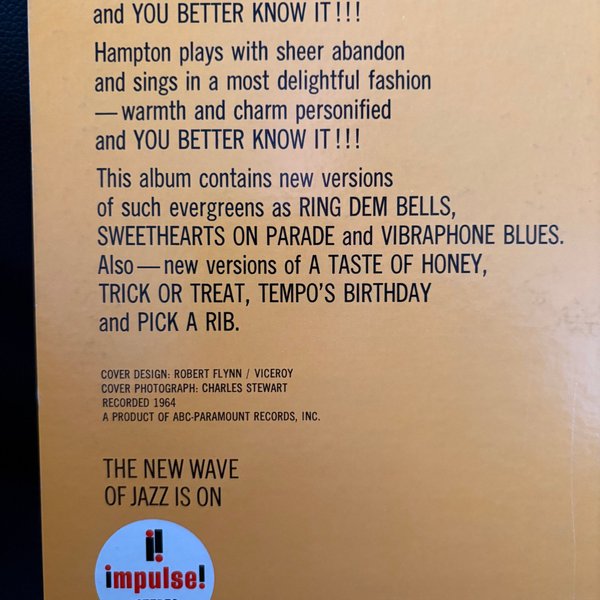 and YOU BETTER KNOW IT!!!
Hampton plays with sheer abandon
and sings in a most delightful fashion
—warmth and charm personified
and YOU BETTER KNOW IT!!!
This album contains new versions
of such evergreens as RING DEM BELLS,
SWEETHEARTS ON PARADE and VIBRAPHONE BLUES.
Also—new versions of A TASTE OF HONEY,
TRICK OR TREAT, TEMPO'S BIRTHDAY
and PICK A RIB.
COVER DESIGN: ROBERT FLYNN / VICEROY
COVER PHOTOGRAPH: CHARLES STEWART
RECORDED 1964
A PRODUCT OF ABC-PARAMOUNT RECORDS, INC.
THE NEW WAVE
OF JAZZ IS ON
i!
impulse!